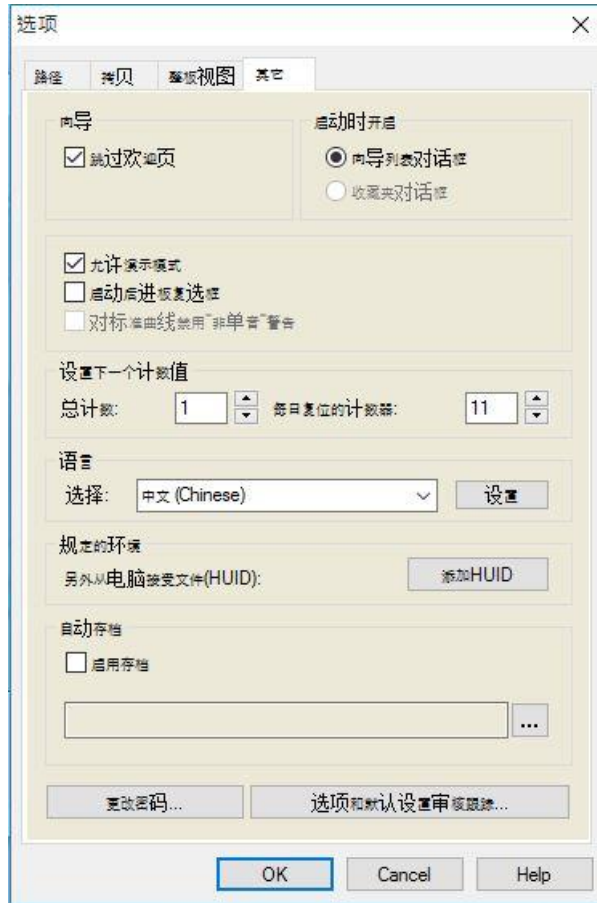 选项
路径 拷贝 整板视图 其它
向导
跳过欢迎页
启动时开启
向导列表对话框
收藏夹对话框
允许演示模式
启动后进板复选框
对标准曲线禁用"非单音"警告
设置下一个计数值
总计数: 1 每日复位的计数器: 11
语言
选择: 中文 (Chinese) 设置
规定的环境
另外从电脑接受文件(HUID): 添加HUID
自动存档
启用存档
...
更改密码... 选项和默认设置审核跟踪...
OK Cancel Help